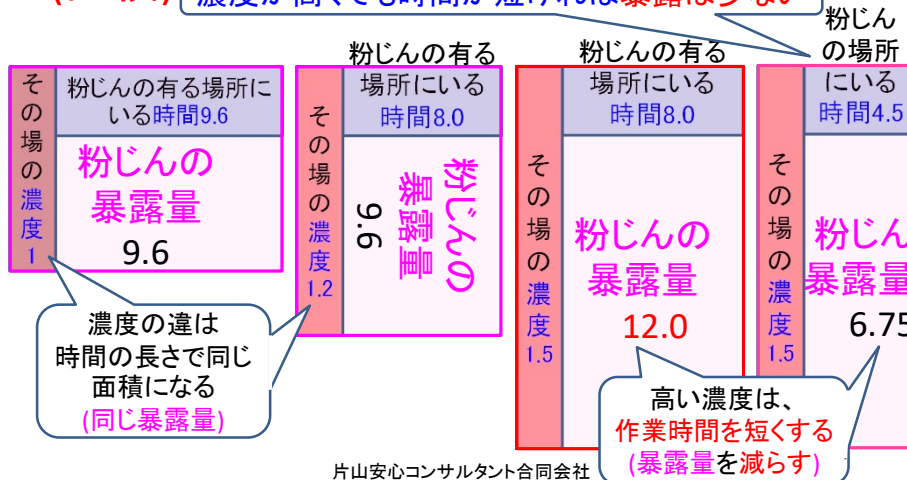 濃度が高くても時間が短ければ暴露は少ない
粉じんの有る場所に
いる時間9.6
その場の濃度1
粉じんの
暴露量
9.6
粉じんの有る
場所にいる
時間8.0
その場の濃度1.2
粉じんの
暴露量
9.6
粉じんの有る
場所にいる
時間8.0
その場の濃度1.5
粉じんの
暴露量
12.0
粉じん
の場所
にいる
時間4.5
その場の濃度1.5
粉じん
暴露量
6.75
濃度の違は
時間の長さで同じ
面積になる
(同じ暴露量)
高い濃度は、
作業時間を短くする
(暴露量を減らす)
片山安心コンサルタント合同会社